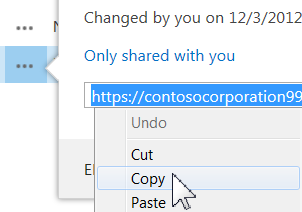 Changed by you on 12/3/2012
Only shared with you
https://contosocorporation99
Undo
Cut
Copy
Paste